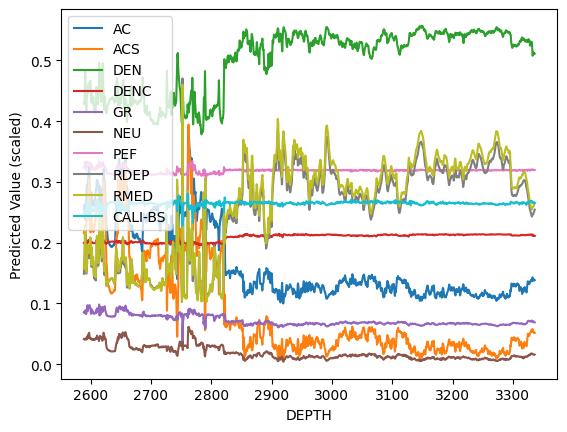 AC
ACS
DEN
DENC
GR
NEU
PEF
RDEP
RMED
CALI-BS
Predicted Value (scaled)
0.5
0.4
0.3
0.2
0.1
0.0
2600 2700 2800 2900 3000 3100 3200 3300
DEPTH